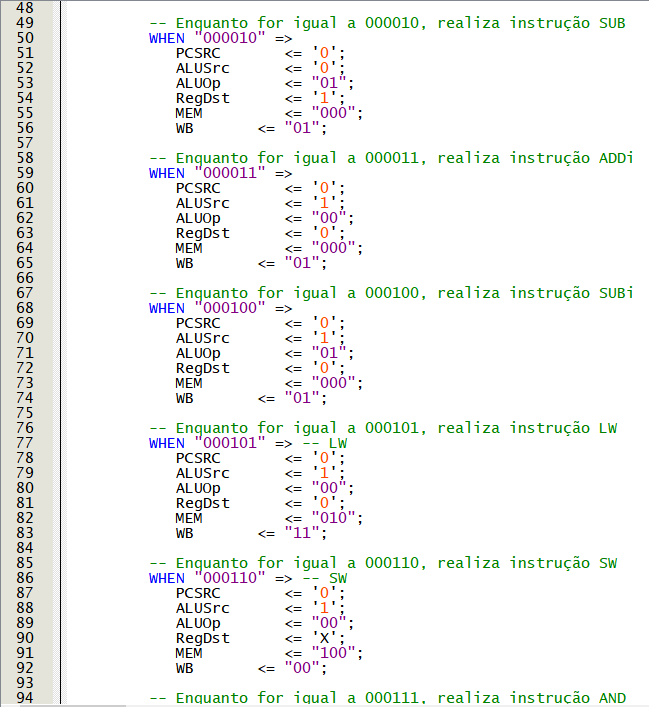 48
49 -- Enquanto for igual a 000010, realiza instrução SUB
50 WHEN "000010" =>
51 PCSRC <= '0';
52 ALUSrc <= '0';
53 ALUOp <= "01";
54 RegDst <= '1';
55 MEM <= "000";
56 WB <= "01";
57
58 -- Enquanto for igual a 000011, realiza instrução ADDi
59 WHEN "000011" =>
60 PCSRC <= '0';
61 ALUSrc <= '1';
62 ALUOp <= "00";
63 RegDst <= '0';
64 MEM <= "000";
65 WB <= "01";
66
67 -- Enquanto for igual a 000100, realiza instrução SUBi
68 WHEN "000100" =>
69 PCSRC <= '0';
70 ALUSrc <= '1';
71 ALUOp <= "01";
72 RegDst <= '0';
73 MEM <= "000";
74 WB <= "01";
75
76 -- Enquanto for igual a 000101, realiza instrução LW
77 WHEN "000101" => -- LW
78 PCSRC <= '0';
79 ALUSrc <= '1';
80 ALUOp <= "00";
81 RegDst <= '0';
82 MEM <= "010";
83 WB <= "11";
84
85 -- Enquanto for igual a 000110, realiza instrução SW
86 WHEN "000110" => -- SW
87 PCSRC <= '0';
88 ALUSrc <= '1';
89 ALUOp <= "00";
90 RegDst <= 'X';
91 MEM <= "100";
92 WB <= "00";
93
94 -- Enquanto for igual a 000111, realiza instrução AND